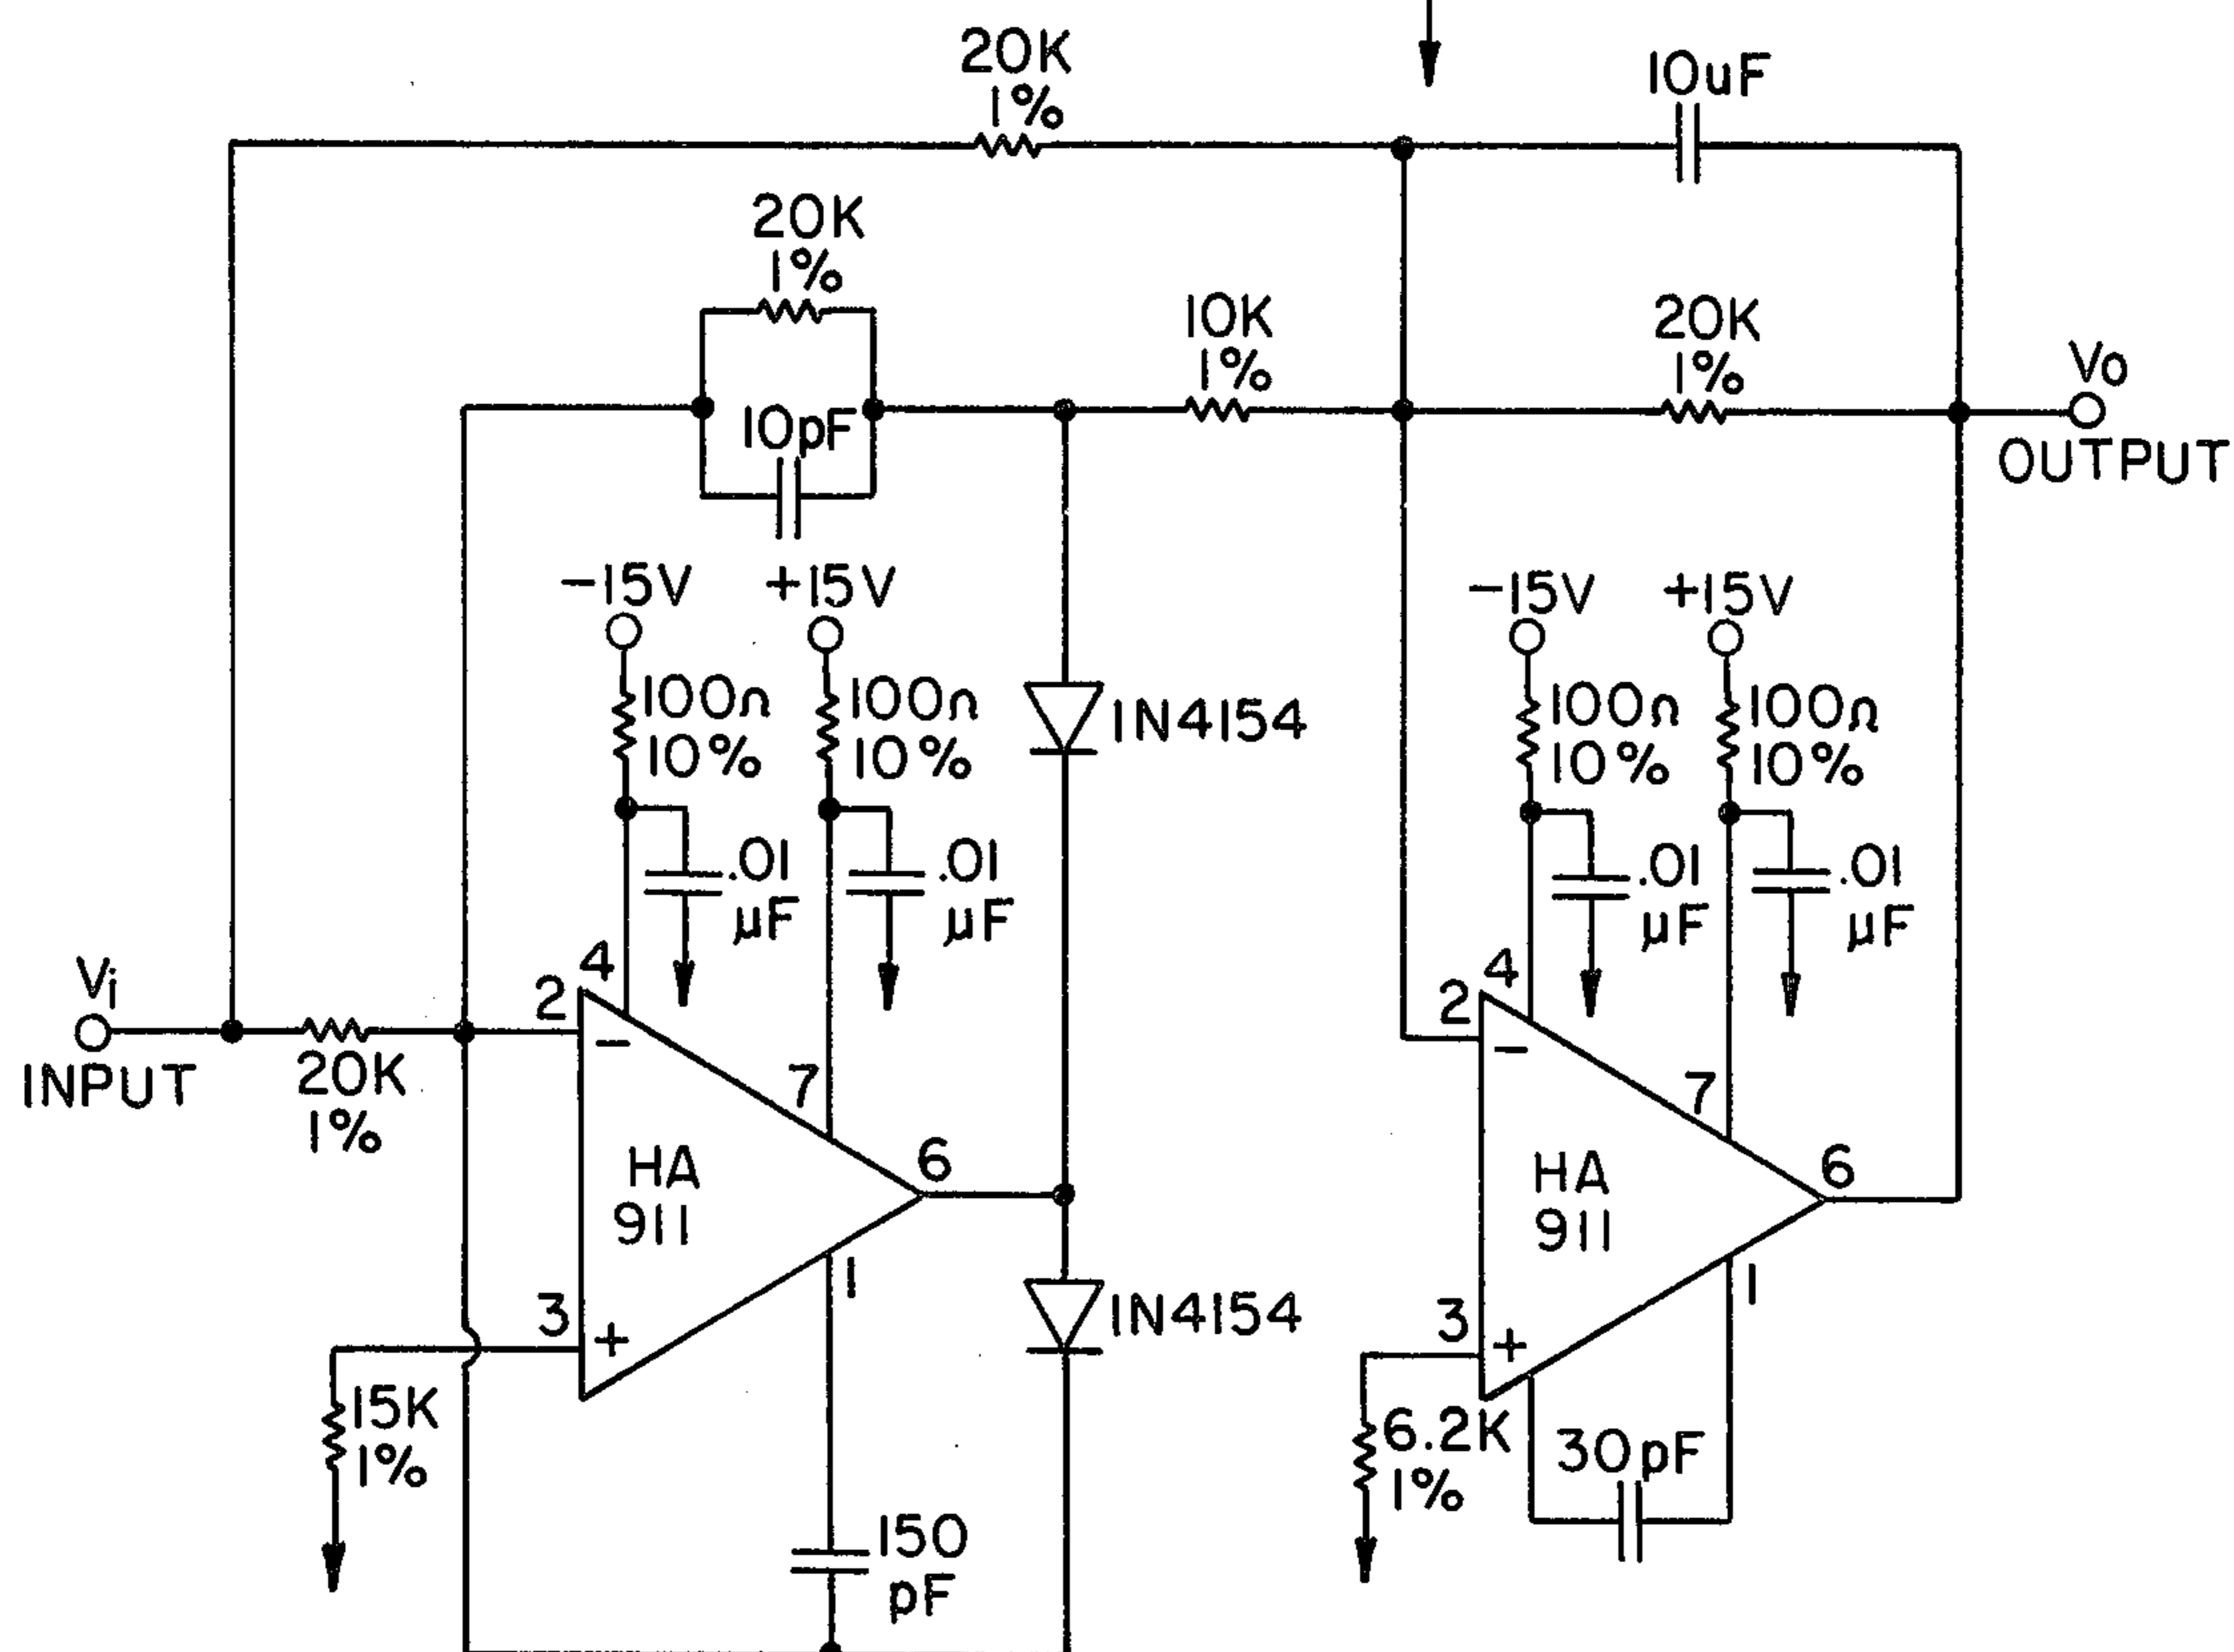 20K
1%
10uF
20K
1%
10K
1%
20K
1%
Vo
OUTPUT
10pF
-15V
+15V
-15V
+15V
100Ω
10%
100Ω
10%
1N4154
100Ω
10%
100Ω
10%
.01
µF
.01
µF
.01
µF
.01
µF
Vi
INPUT
20K
1%
2
4
-
7
HA
911
6
3
+
1
2
4
-
7
HA
911
6
3
+
1
1N4154
15K
1%
150
pF
6.2K
1%
30pF